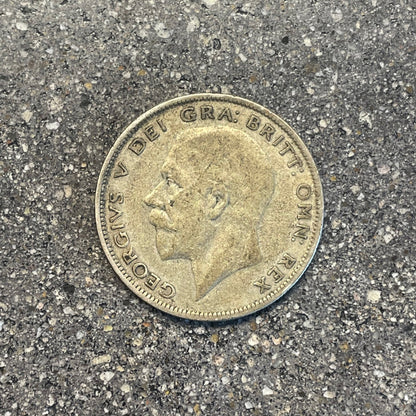 GEORGIVS V DEI GRA: BRITT: OMN: REX